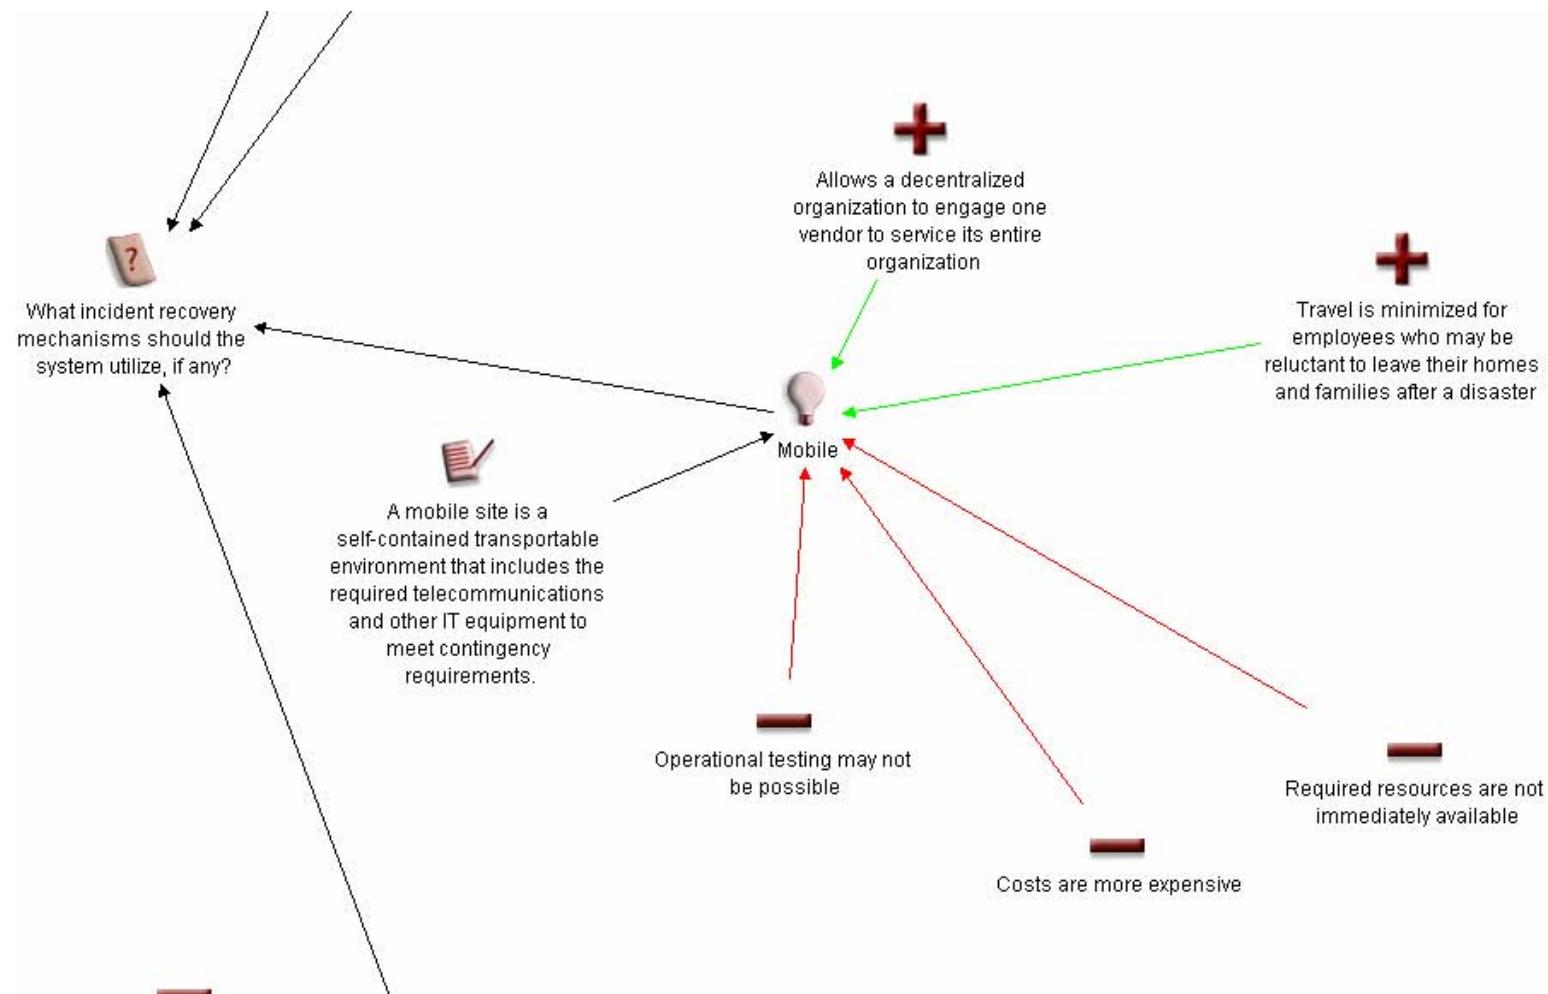 Allows a decentralized
organization to engage one
vendor to service its entire
organization
Travel is minimized for
employees who may be
reluctant to leave their homes
and families after a disaster
?
What incident recovery
mechanisms should the
system utilize, if any?
Mobile
A mobile site is a
self-contained transportable
environment that includes the
required telecommunications
and other IT equipment to
meet contingency
requirements.
Operational testing may not
be possible
Required resources are not
immediately available
Costs are more expensive